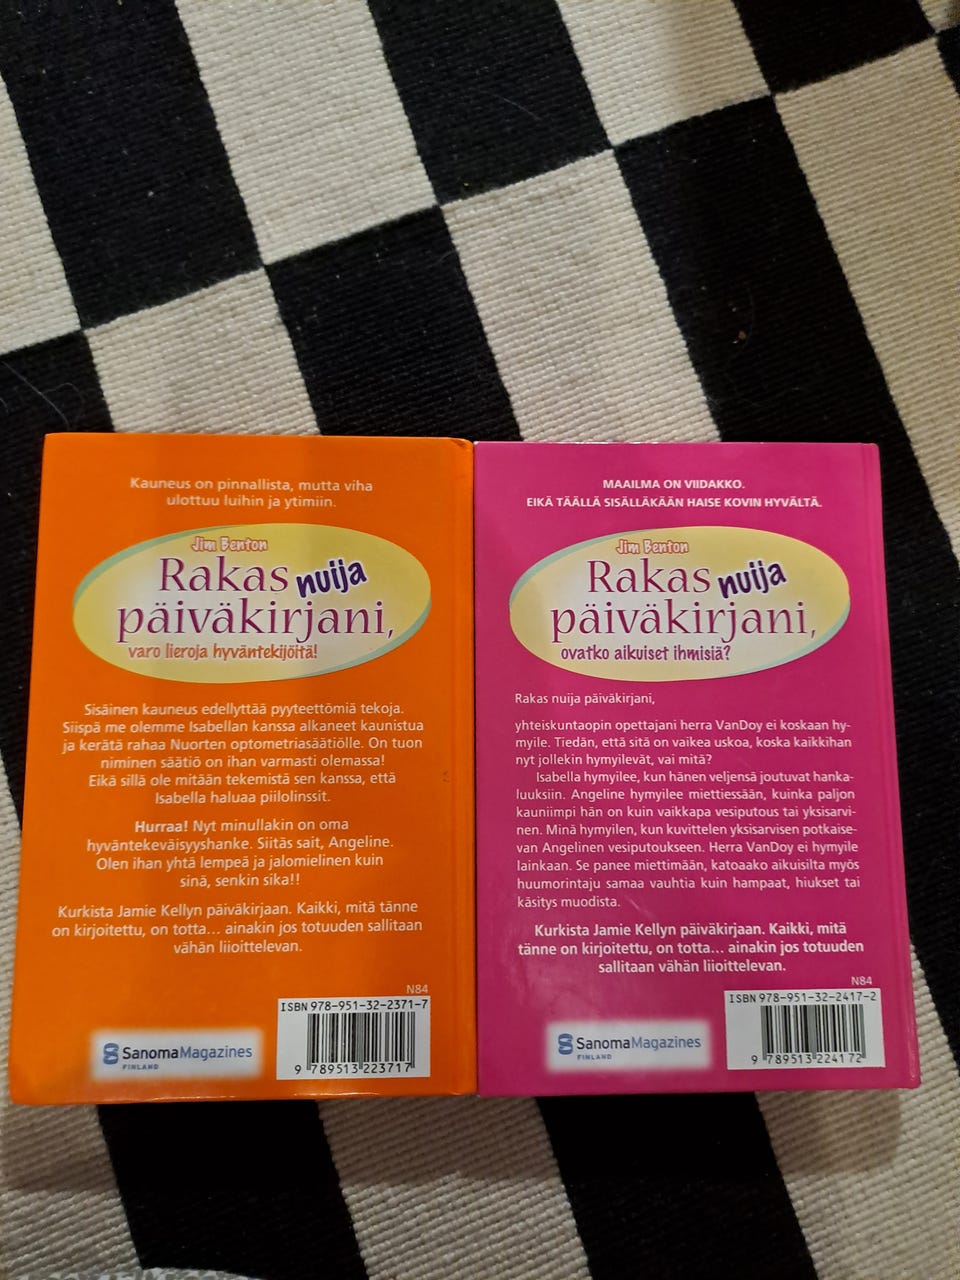 Kauneus on pinnallista, mutta viha
ulottuu luihin ja ytimiin.
Jim Benton
Rakas nuija
päiväkirjani,
varo lieroja hyväntekijöitä!
Sisäinen kauneus edellyttää pyyteettömiä tekoja.
Siispä me olemme Isabellan kanssa alkaneet kaunistua
ja kerätä rahaa Nuorten optometriasäätiölle. On tuon
niminen säätiö on ihan varmasti olemassa!
Eikä sillä ole mitään tekemistä sen kanssa, että
Isabella haluaa piilolinssit.
Hurraa! Nyt minullakin on oma
hyväntekeväisyyshanke. Siitäs sait, Angeline.
Olen ihan yhtä lempeä ja jalomielinen kuin
sinä, senkin sika!!
Kurkista Jamie Kellyn päiväkirjaan. Kaikki, mitä tänne
on kirjoitettu, on totta... ainakin jos totuuden sallitaan
vähän liioittelevan.
N84
ISBN 978-951-32-2371-7
9 789513 223717
SanomaMagazines
FINLAND
MAAILMA ON VIIDAKKO.
EIKÄ TÄÄLLÄ SISÄLLÄKÄÄN HAISE KOVIN HYVÄLTÄ.
Jim Benton
Rakas nuija
päiväkirjani,
ovatko aikuiset ihmisiä?
Rakas nuija päiväkirjani,
yhteiskuntaopin opettajani herra VanDoy ei koskaan hy-
myile. Tiedän, että sitä on vaikea uskoa, koska kaikkihan
nyt jollekin hymyilevät, vai mitä?
Isabella hymyilee, kun hänen veljensä joutuvat hanka-
luuksiin. Angeline hymyilee miettiessään, kuinka paljon
kauniimpi hän on kuin vaikkapa vesiputous tai yksisarvi-
nen. Minä hymyilen, kun kuvittelen yksisarvisen potkaise-
van Angelinen vesiputoukseen. Herra VanDoy ei hymyile
lainkaan. Se panee miettimään, katoaako aikuisilta myös
huumorintaju samaa vauhtia kuin hampaat, hiukset tai
käsitys muodista.
Kurkista Jamie Kellyn päiväkirjaan. Kaikki, mitä
tänne on kirjoitettu, on totta... ainakin jos totuuden
sallitaan vähän liioittelevan.
N84
ISBN 978-951-32-2417-2
9 789513 224172
SanomaMagazines
FINLAND